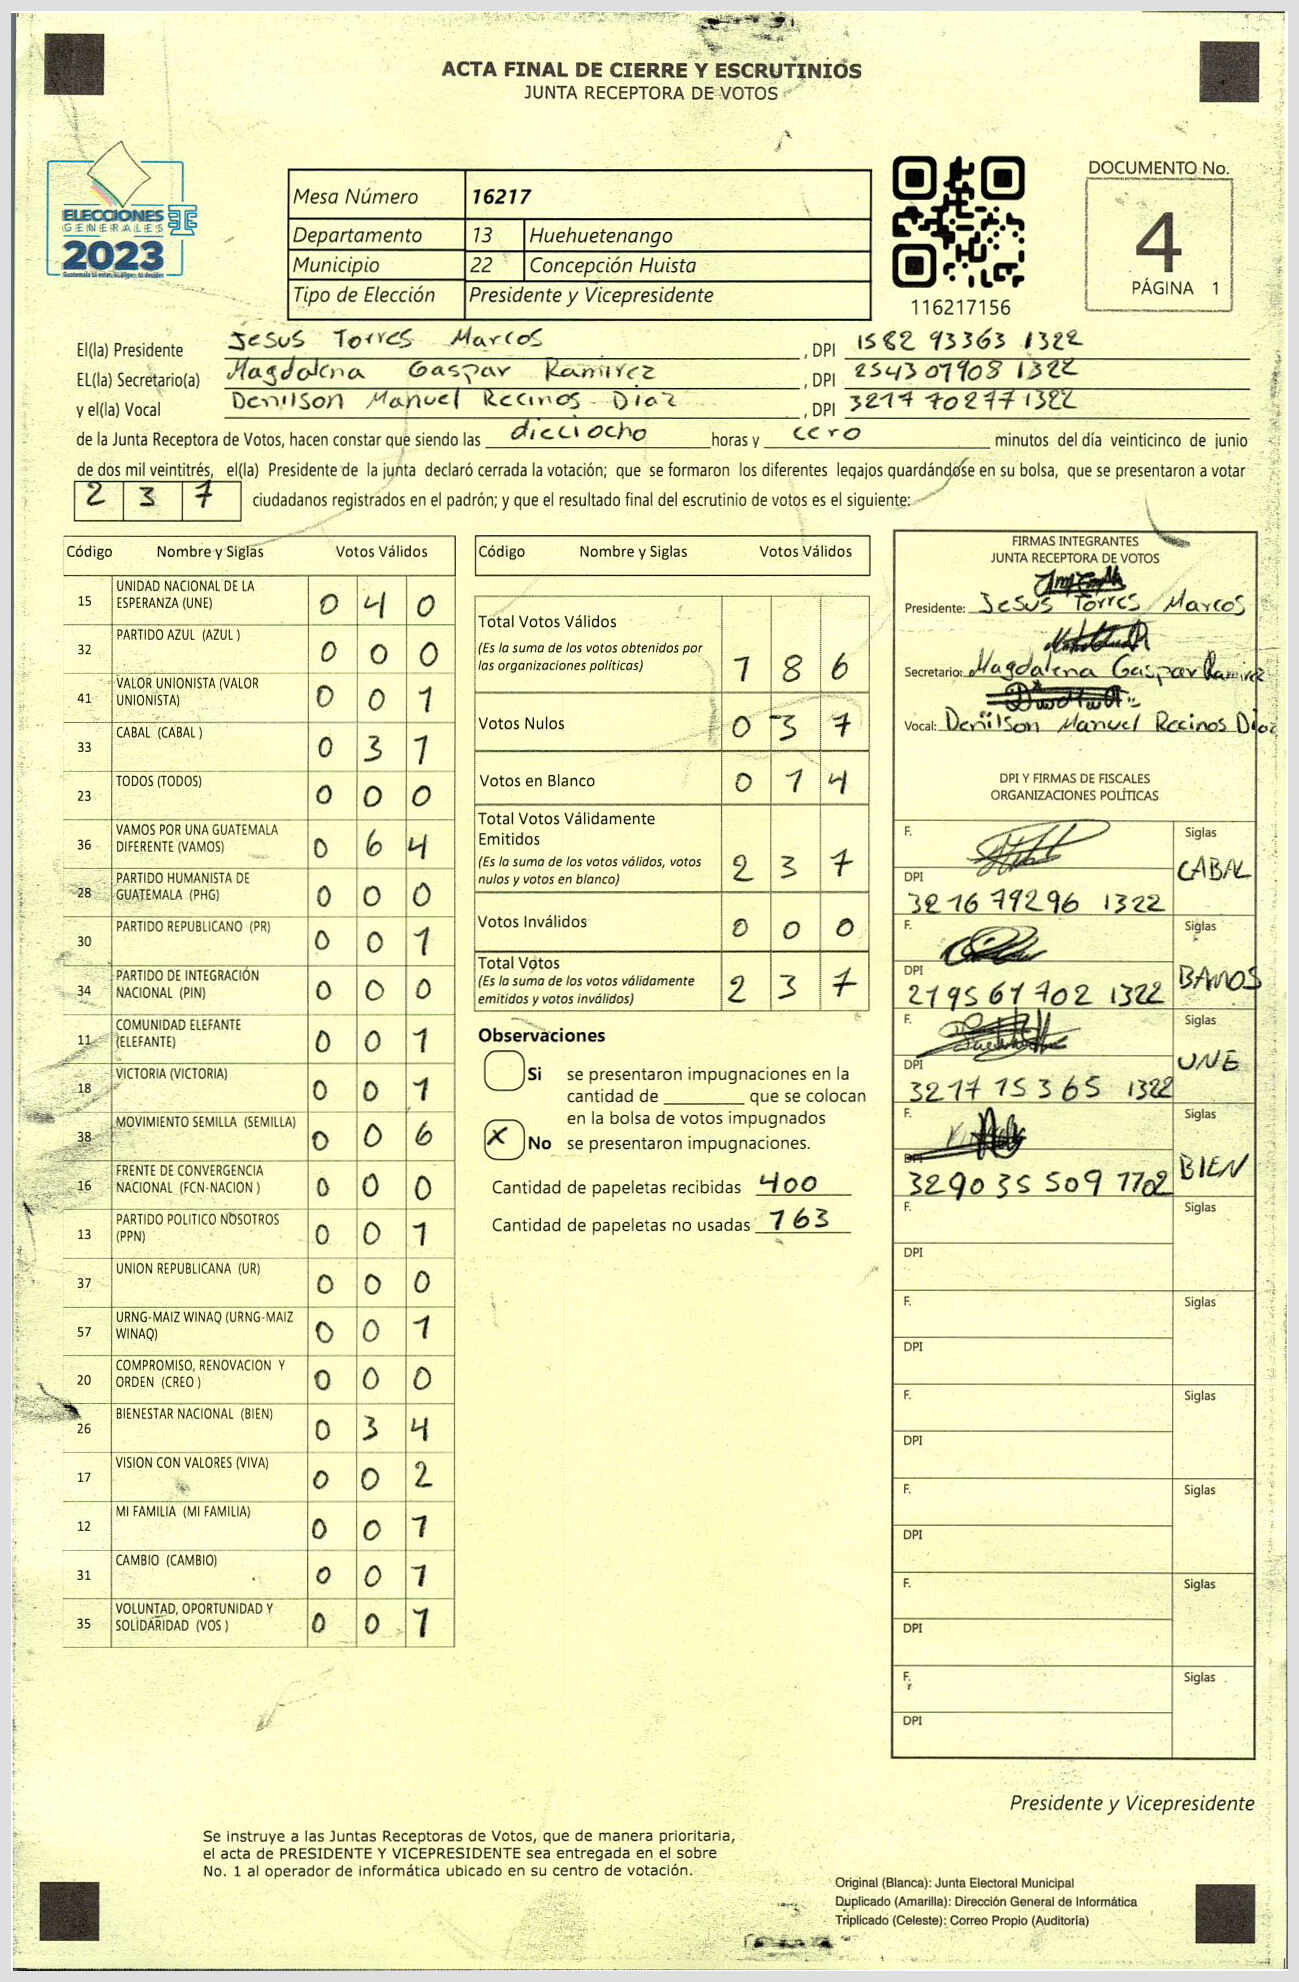 ACTA FINAL DE CIERRE Y ESCRUTINIOS
JUNTA RECEPTORA DE VOTOS
ELECCIONES
GENERALES
2023
Mesa Número 16217
Departamento 13 Huehuetenango
Municipio 22 Concepción Huista
Tipo de Elección Presidente y Vicepresidente
116217156
DOCUMENTO No.
4
PÁGINA 1
El(la) Presidente Jesus Torres Marcos , DPI 1582 93363 1322
EL(la) Secretario(a) Magdalena Gaspar Ramirez , DPI 2543 07908 1322
y el(la) Vocal Denilson Manuel Recinos Diaz , DPI 3217 70277 1322
de la Junta Receptora de Votos, hacen constar que siendo las dieciocho horas y cero minutos del día veinticinco de junio
de dos mil veintitrés, el(la) Presidente de la junta declaró cerrada la votación; que se formaron los diferentes legajos guardándose en su bolsa, que se presentaron a votar
2 3 7 ciudadanos registrados en el padrón; y que el resultado final del escrutinio de votos es el siguiente:
Código Nombre y Siglas Votos Válidos
15 UNIDAD NACIONAL DE LA ESPERANZA (UNE) 0 4 0
32 PARTIDO AZUL (AZUL ) 0 0 0
41 VALOR UNIONISTA (VALOR UNIONISTA) 0 0 1
33 CABAL (CABAL ) 0 3 1
23 TODOS (TODOS) 0 0 0
36 VAMOS POR UNA GUATEMALA DIFERENTE (VAMOS) 0 6 4
28 PARTIDO HUMANISTA DE GUATEMALA (PHG) 0 0 0
30 PARTIDO REPUBLICANO (PR) 0 0 1
34 PARTIDO DE INTEGRACIÓN NACIONAL (PIN) 0 0 0
11 COMUNIDAD ELEFANTE (ELEFANTE) 0 0 1
18 VICTORIA (VICTORIA) 0 0 1
38 MOVIMIENTO SEMILLA (SEMILLA) 0 0 6
16 FRENTE DE CONVERGENCIA NACIONAL (FCN-NACION ) 0 0 0
13 PARTIDO POLITICO NOSOTROS (PPN) 0 0 1
37 UNION REPUBLICANA (UR) 0 0 0
57 URNG-MAIZ WINAQ (URNG-MAIZ WINAQ) 0 0 1
20 COMPROMISO, RENOVACION Y ORDEN (CREO ) 0 0 0
26 BIENESTAR NACIONAL (BIEN) 0 3 4
17 VISION CON VALORES (VIVA) 0 0 2
12 MI FAMILIA (MI FAMILIA) 0 0 1
31 CAMBIO (CAMBIO) 0 0 1
35 VOLUNTAD, OPORTUNIDAD Y SOLIDARIDAD (VOS ) 0 0 1
Código Nombre y Siglas Votos Válidos
Total Votos Válidos
(Es la suma de los votos obtenidos por
las organizaciones políticas) 1 8 6
Votos Nulos 0 3 7
Votos en Blanco 0 1 4
Total Votos Válidamente
Emitidos
(Es la suma de los votos válidos, votos
nulos y votos en blanco) 2 3 7
Votos Inválidos 0 0 0
Total Votos
(Es la suma de los votos válidamente
emitidos y votos inválidos) 2 3 7
Observaciones
Si se presentaron impugnaciones en la
cantidad de que se colocan
en la bolsa de votos impugnados
X No se presentaron impugnaciones.
Cantidad de papeletas recibidas 400
Cantidad de papeletas no usadas 163
FIRMAS INTEGRANTES
JUNTA RECEPTORA DE VOTOS
Presidente: Jesus Torres Marcos
Secretario: Magdalena Gaspar Ramirez
Vocal: Denilson Manuel Recinos Diaz
DPI Y FIRMAS DE FISCALES
ORGANIZACIONES POLÍTICAS
F. Siglas CABAL
DPI 3216 79296 1322
F. Siglas BAMOS
DPI 2195 61702 1322
F. Siglas UNE
DPI 3217 15365 1322
F. Siglas BIEN
DPI 3290 35509 1702
F. Siglas
DPI
F. Siglas
DPI
F. Siglas
DPI
F. Siglas
DPI
F. Siglas
DPI
F. Siglas
DPI
Presidente y Vicepresidente
Se instruye a las Juntas Receptoras de Votos, que de manera prioritaria,
el acta de PRESIDENTE Y VICEPRESIDENTE sea entregada en el sobre
No. 1 al operador de informática ubicado en su centro de votación.
Original (Blanca): Junta Electoral Municipal
Duplicado (Amarilla): Dirección General de Informática
Triplicado (Celeste): Correo Propio (Auditoría)